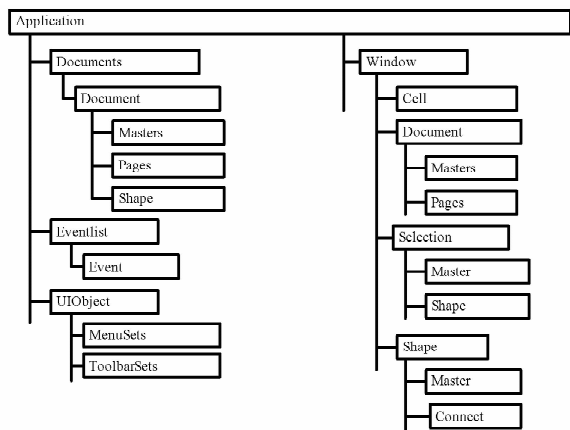 Application
Documents
Document
Masters
Pages
Shape
Eventlist
Event
UIObject
MenuSets
ToolbarSets
Window
Cell
Document
Masters
Pages
Selection
Master
Shape
Shape
Master
Connect